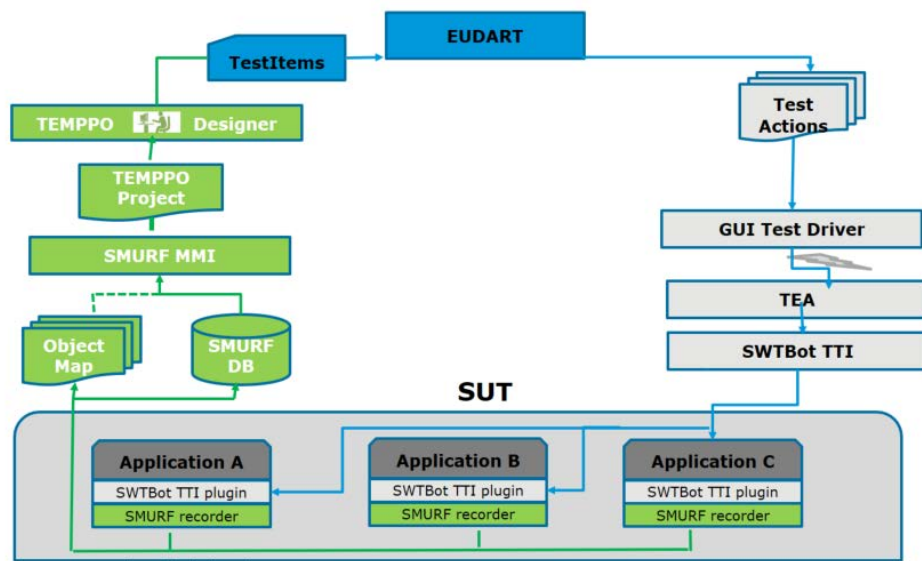 EUDART
TestItems
TEMPPO Designer
Test
Actions
TEMPPO
Project
GUI Test Driver
SMURF MMI
TEA
Object
Map
SMURF
DB
SWTBot TTI
SUT
Application A
SWTBot TTI plugin
SMURF recorder
Application B
SWTBot TTI plugin
SMURF recorder
Application C
SWTBot TTI plugin
SMURF recorder